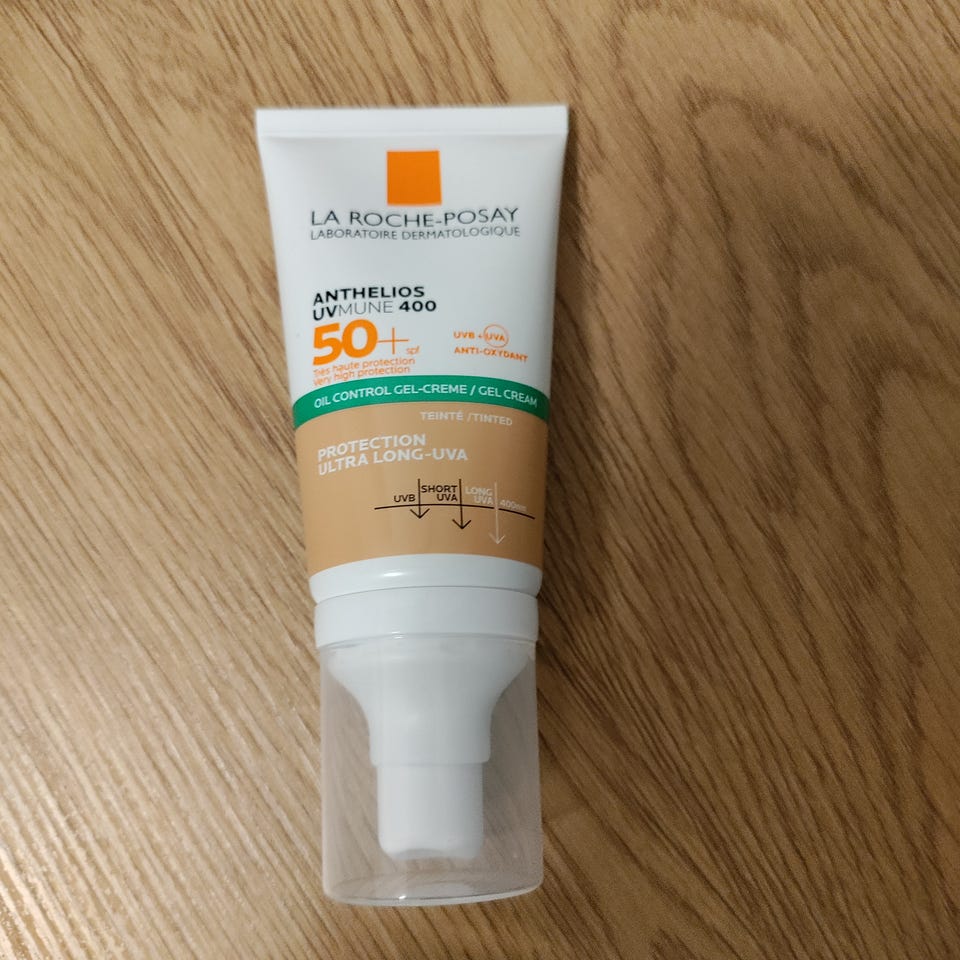 LA ROCHE-POSAY
LABORATOIRE DERMATOLOGIQUE
ANTHELIOS
UVMUNE 400
50+ spf
Très haute protection
Very high protection
UVB + UVA
ANTI-OXYDANT
OIL CONTROL GEL-CREME / GEL CREAM
TEINTÉ /TINTED
PROTECTION
ULTRA LONG-UVA
UVB
SHORT
UVA
LONG
UVA
400nm